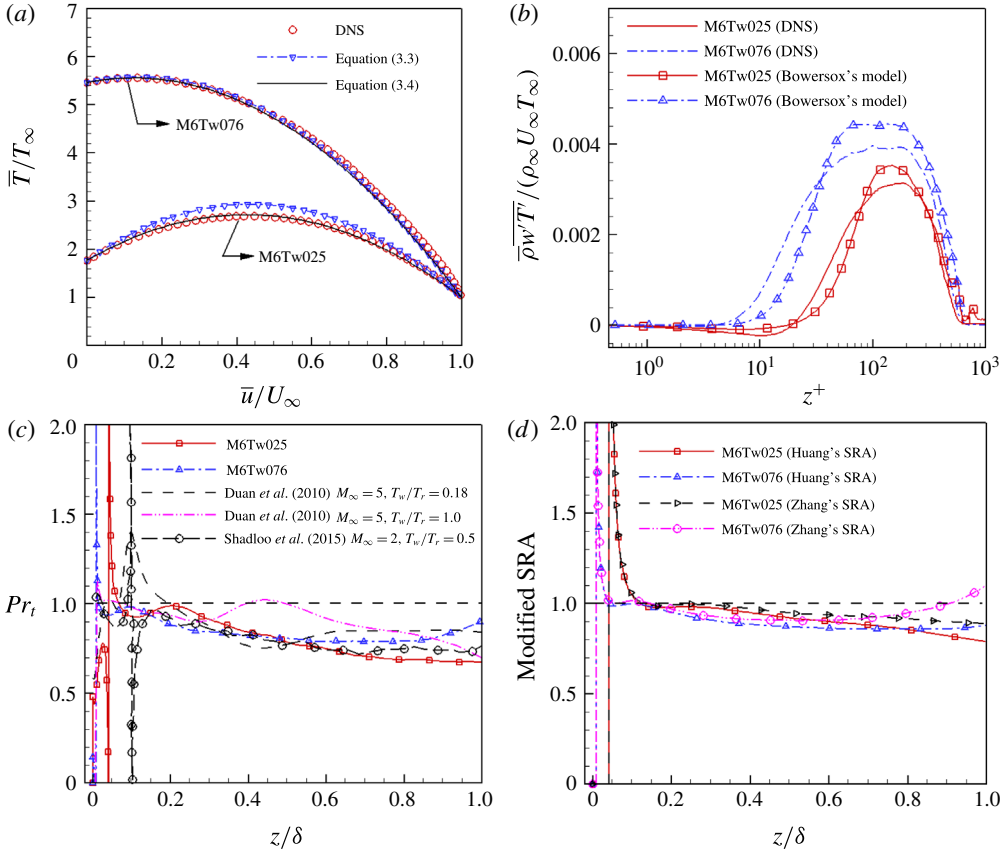 (a)
7
6
5
4
3
2
1
0
0.2
0.4
0.6
0.8
1.0
T̅/T∞
u̅/U∞
DNS
Equation (3.3)
Equation (3.4)
M6Tw076
M6Tw025
(b)
0.006
0.004
0.002
0
10⁰
10¹
10²
10³
ρ̅w′T′̅/(ρ∞U∞T∞)
z⁺
M6Tw025 (DNS)
M6Tw076 (DNS)
M6Tw025 (Bowersox's model)
M6Tw076 (Bowersox's model)
(c)
2.0
1.5
1.0
0.5
0
0
0.2
0.4
0.6
0.8
1.0
Prt
z/δ
M6Tw025
M6Tw076
Duan et al. (2010) M∞ = 5, Tw/Tr = 0.18
Duan et al. (2010) M∞ = 5, Tw/Tr = 1.0
Shadloo et al. (2015) M∞ = 2, Tw/Tr = 0.5
(d)
2.0
1.5
1.0
0.5
0
0
0.2
0.4
0.6
0.8
1.0
Modified SRA
z/δ
M6Tw025 (Huang's SRA)
M6Tw076 (Huang's SRA)
M6Tw025 (Zhang's SRA)
M6Tw076 (Zhang's SRA)